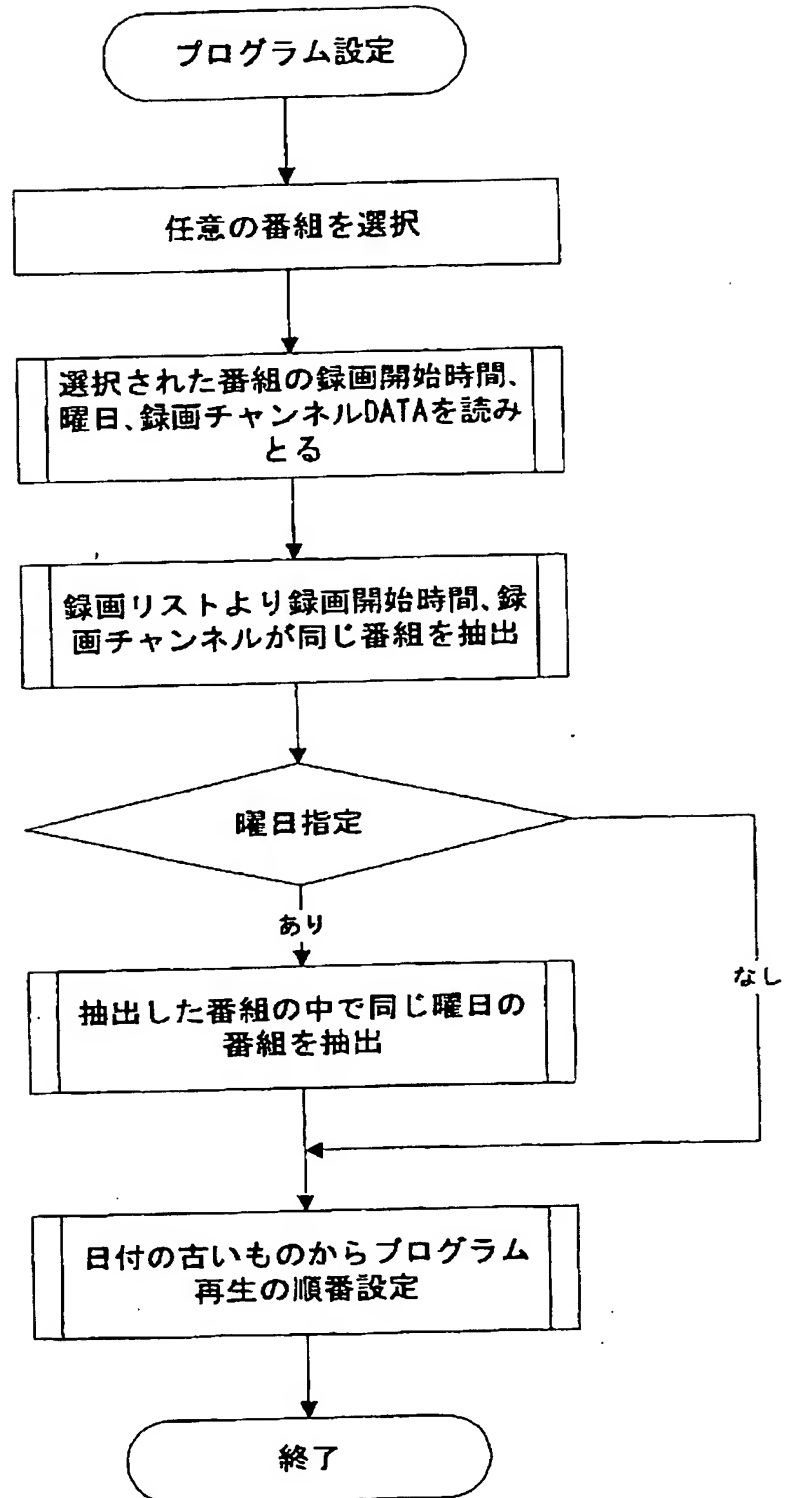 プログラム設定
任意の番組を選択
選択された番組の録画開始時間、
曜日、録画チャンネルDATAを読み
とる
録画リストより録画開始時間、録
画チャンネルが同じ番組を抽出
曜日指定
あり
なし
抽出した番組の中で同じ曜日の
番組を抽出
日付の古いものからプログラム
再生の順番設定
終了